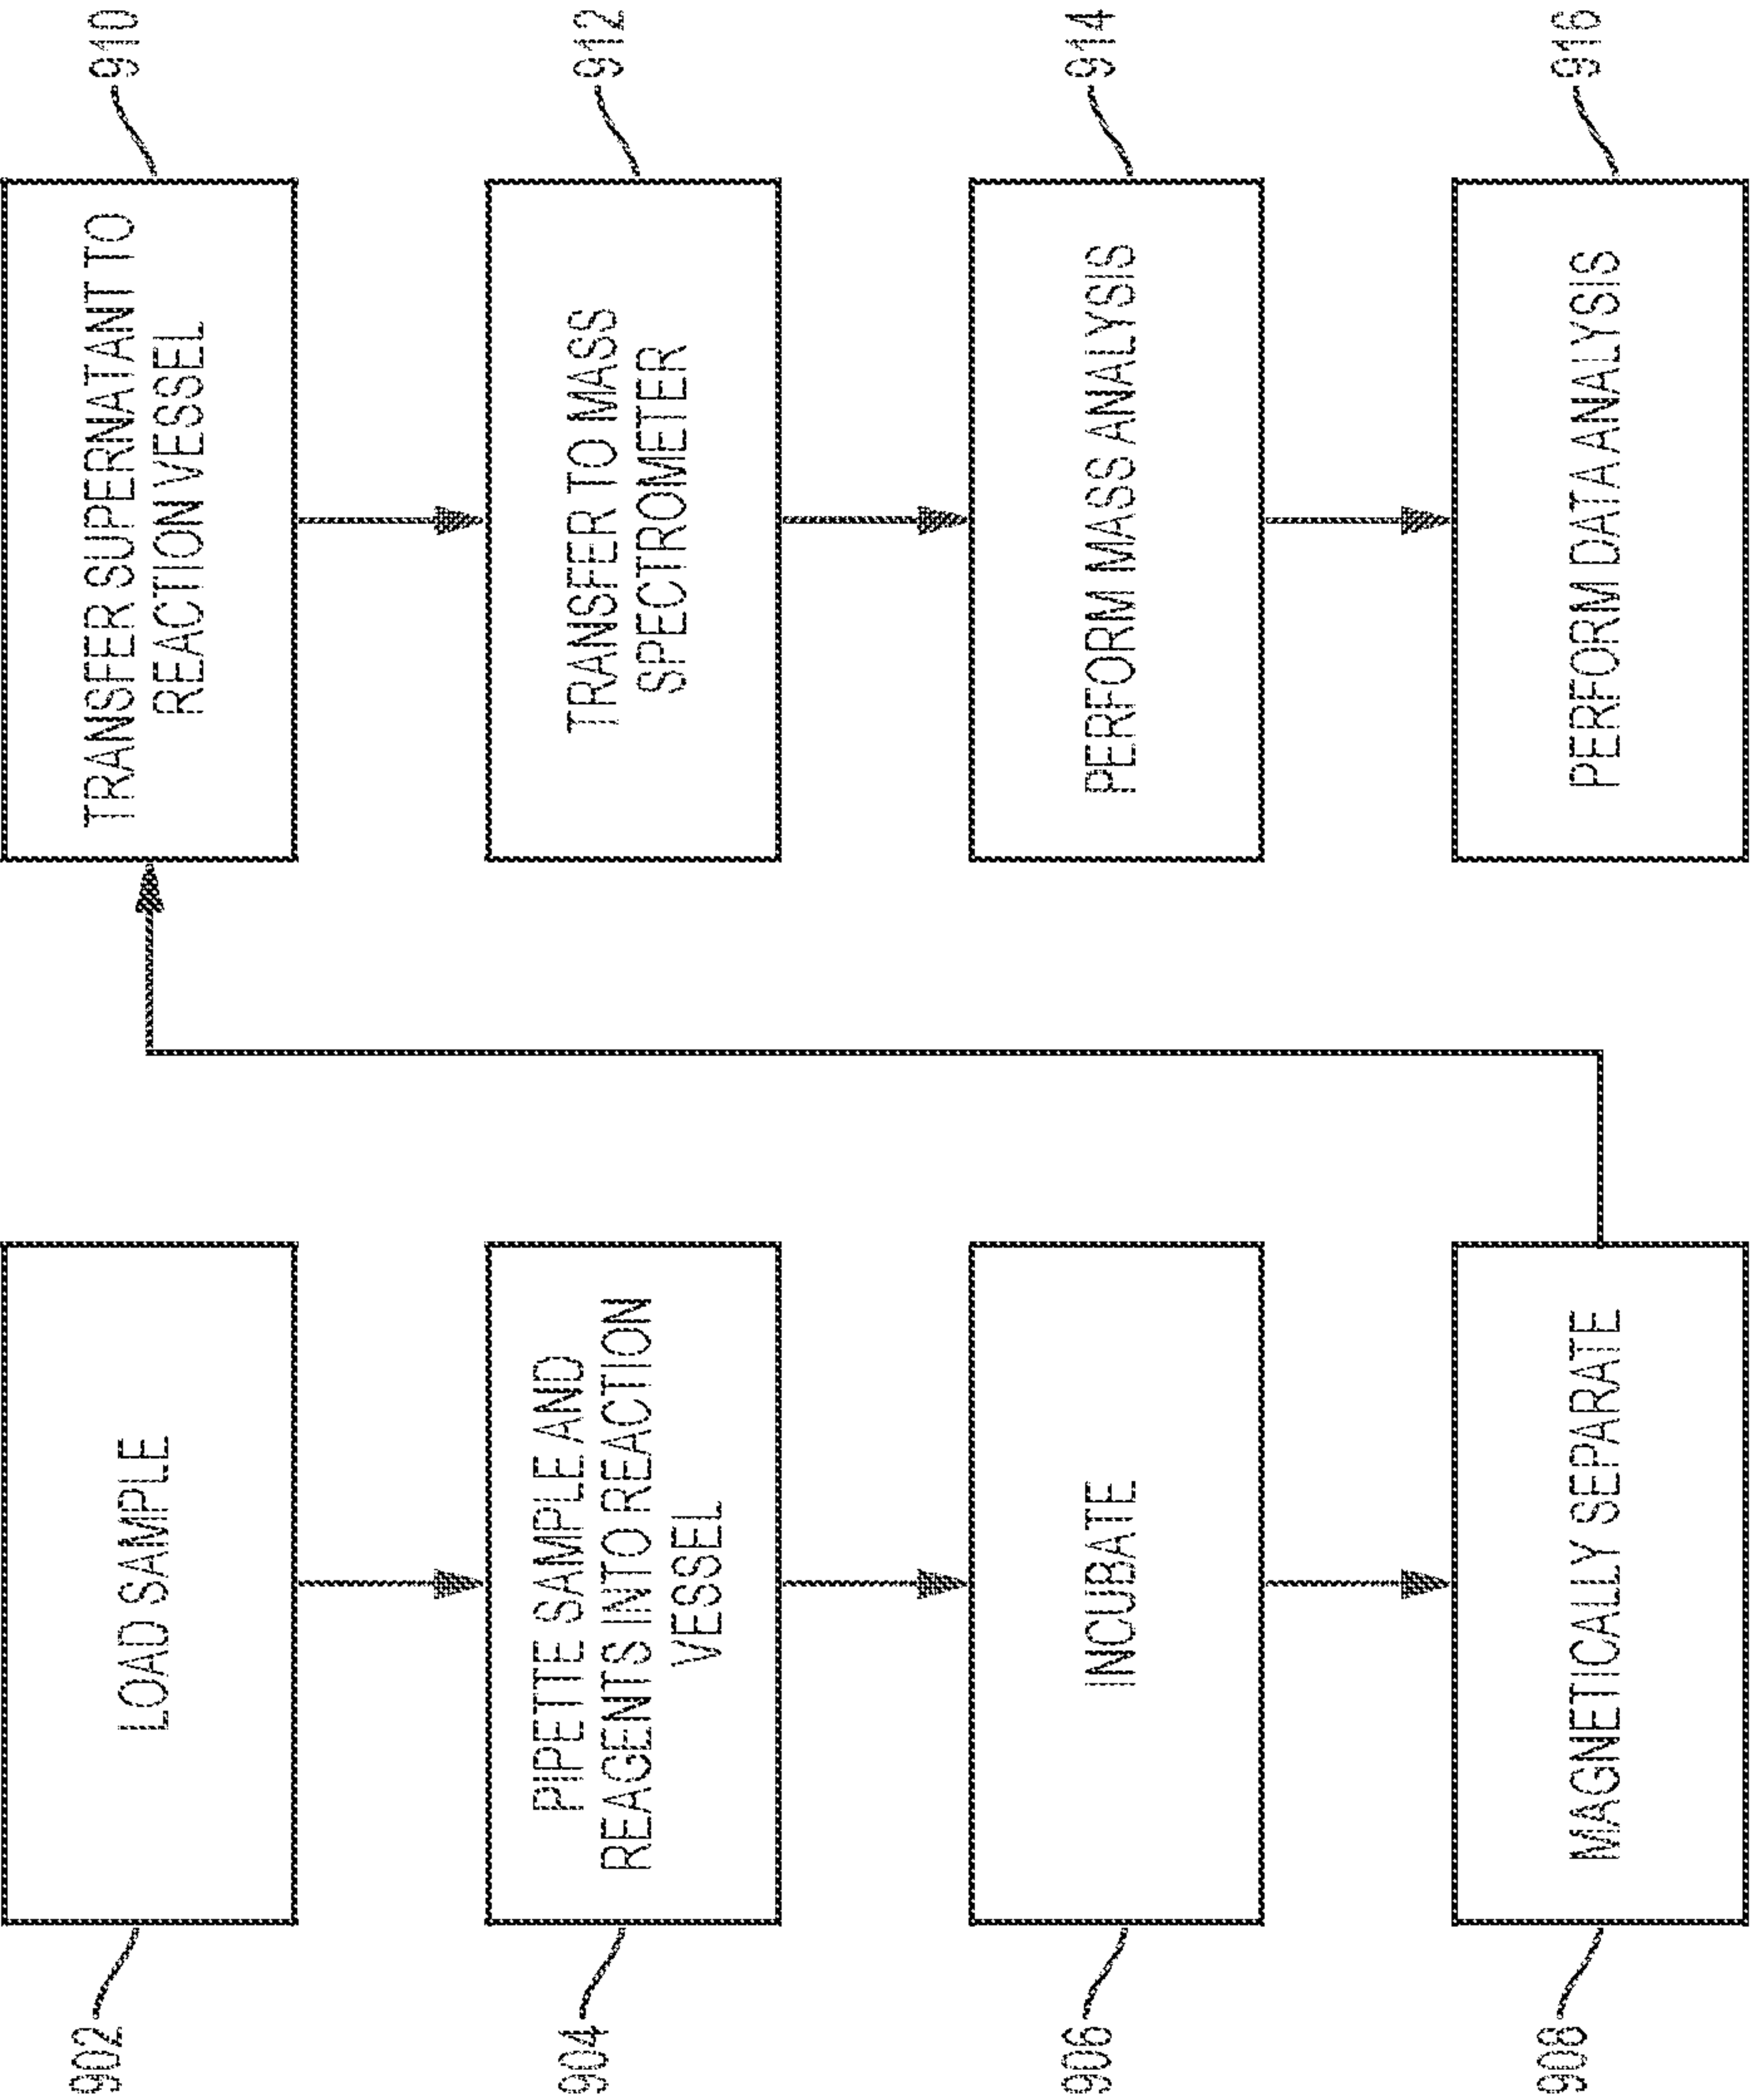 902
LOAD SAMPLE
904
PIPETTE SAMPLE AND
REAGENTS INTO REACTION
VESSEL
906
INCUBATE
908
MAGNETICALLY SEPARATE
910
TRANSFER SUPERNATANT TO
REACTION VESSEL
912
TRANSFER TO MASS
SPECTROMETER
914
PERFORM MASS ANALYSIS
916
PERFORM DATA ANALYSIS